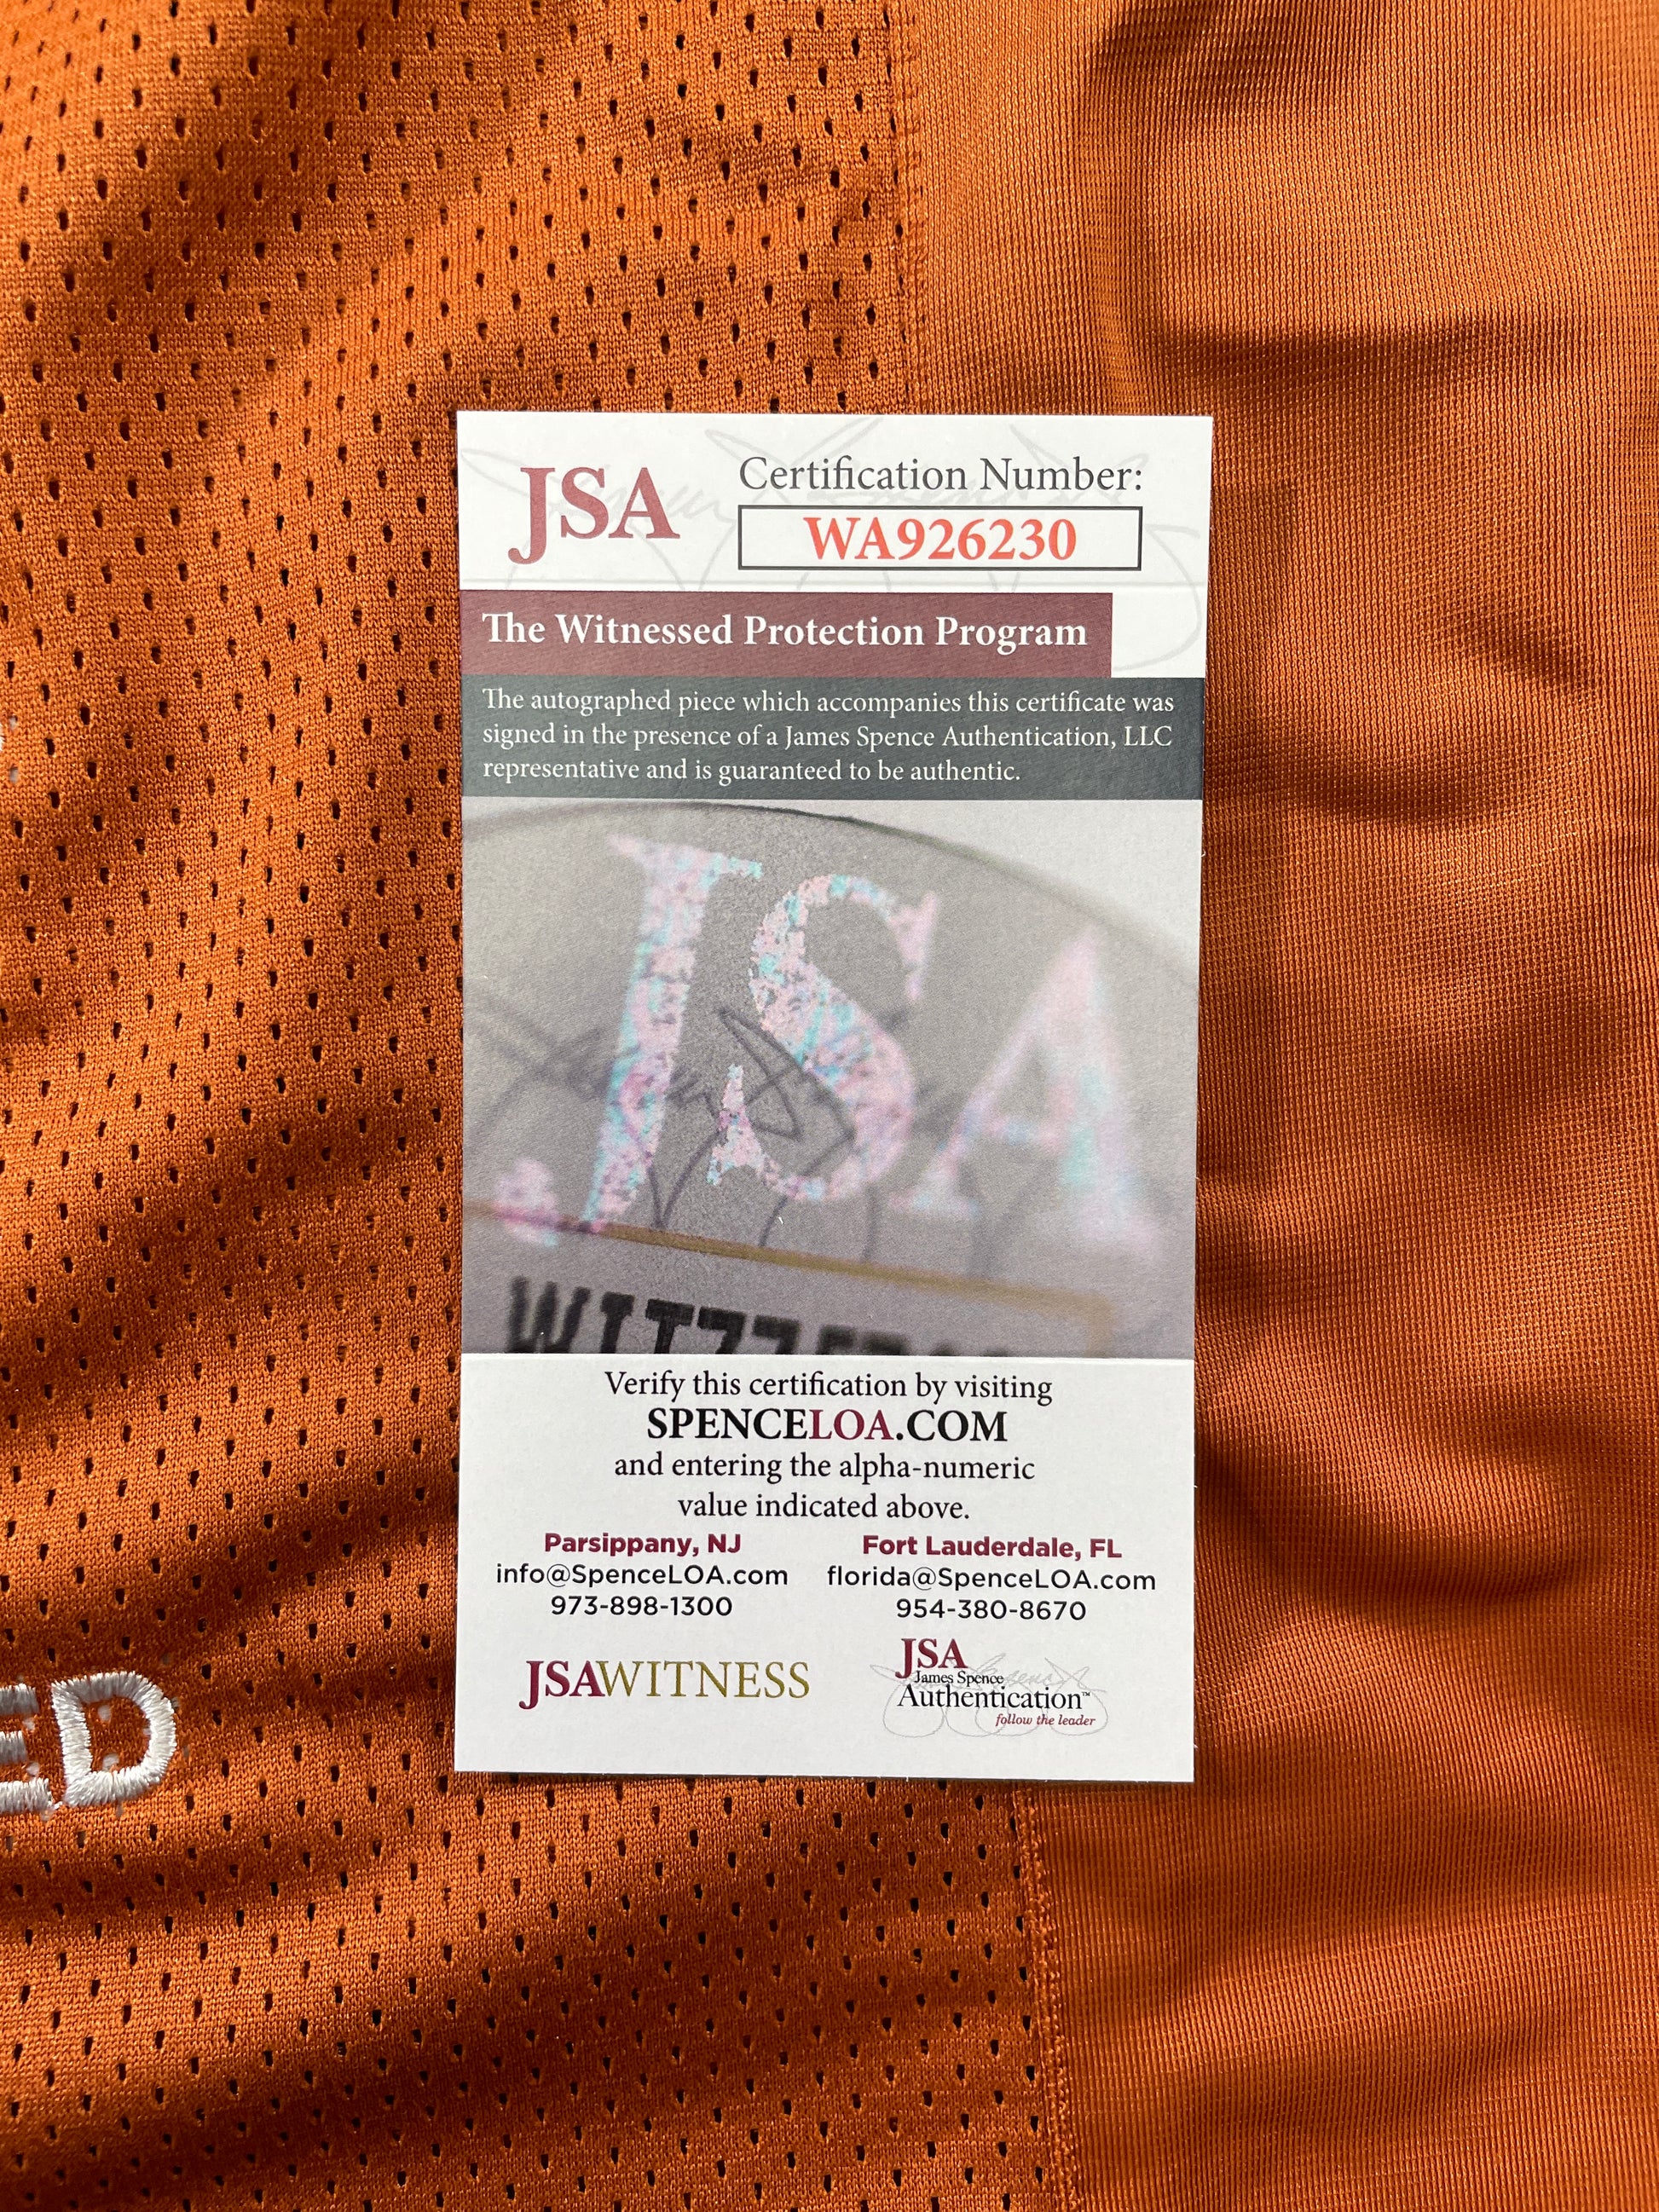 JSA
Certification Number:
WA926230
The Witnessed Protection Program
The autographed piece which accompanies this certificate was
signed in the presence of a James Spence Authentication, LLC
representative and is guaranteed to be authentic.
JSA
Verify this certification by visiting
SPENCELOA.COM
and entering the alpha-numeric
value indicated above.
Parsippany, NJ
info@SpenceLOA.com
973-898-1300
Fort Lauderdale, FL
florida@SpenceLOA.com
954-380-8670
JSAWITNESS
JSA
James Spence
Authentication™
follow the leader
ED